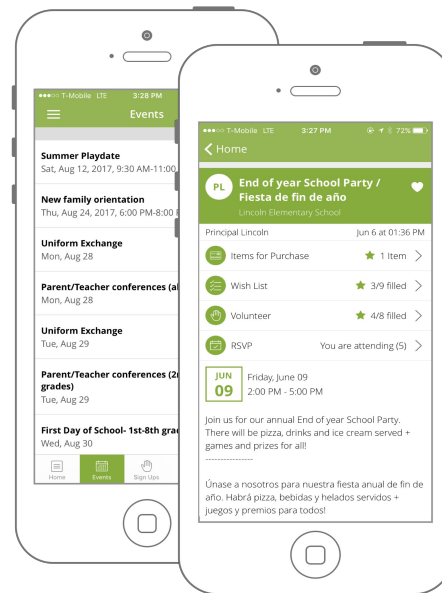 T-Mobile LTE 3:28 PM
Events
Summer Playdate
Sat, Aug 12, 2017, 9:30 AM-11:00
New family orientation
Thu, Aug 24, 2017, 6:00 PM-8:00
Uniform Exchange
Mon, Aug 28
Parent/Teacher conferences
Mon, Aug 28
Uniform Exchange
Tue, Aug 29
Parent/Teacher conferences
grades)
Tue, Aug 29
First Day of School- 1st-8th
Wed, Aug 30
Home Events Sign Ups
T-Mobile LTE 3:27 PM 72%
Home
PL
End of year School Party /
Fiesta de fin de año
Lincoln Elementary School
Principal Lincoln Jun 6 at 01:36 PM
Items for Purchase 1 Item
Wish List 3/9 filled
Volunteer 4/8 filled
RSVP You are attending (5)
JUN
09
Friday, June 09
2:00 PM - 5:00 PM
Join us for our annual End of year School Party.
There will be pizza, drinks and ice cream served +
games and prizes for all!
----------------
Únase a nosotros para nuestra fiesta anual de fin de
año. Habrá pizza, bebidas y helados servidos +
juegos y premios para todos!